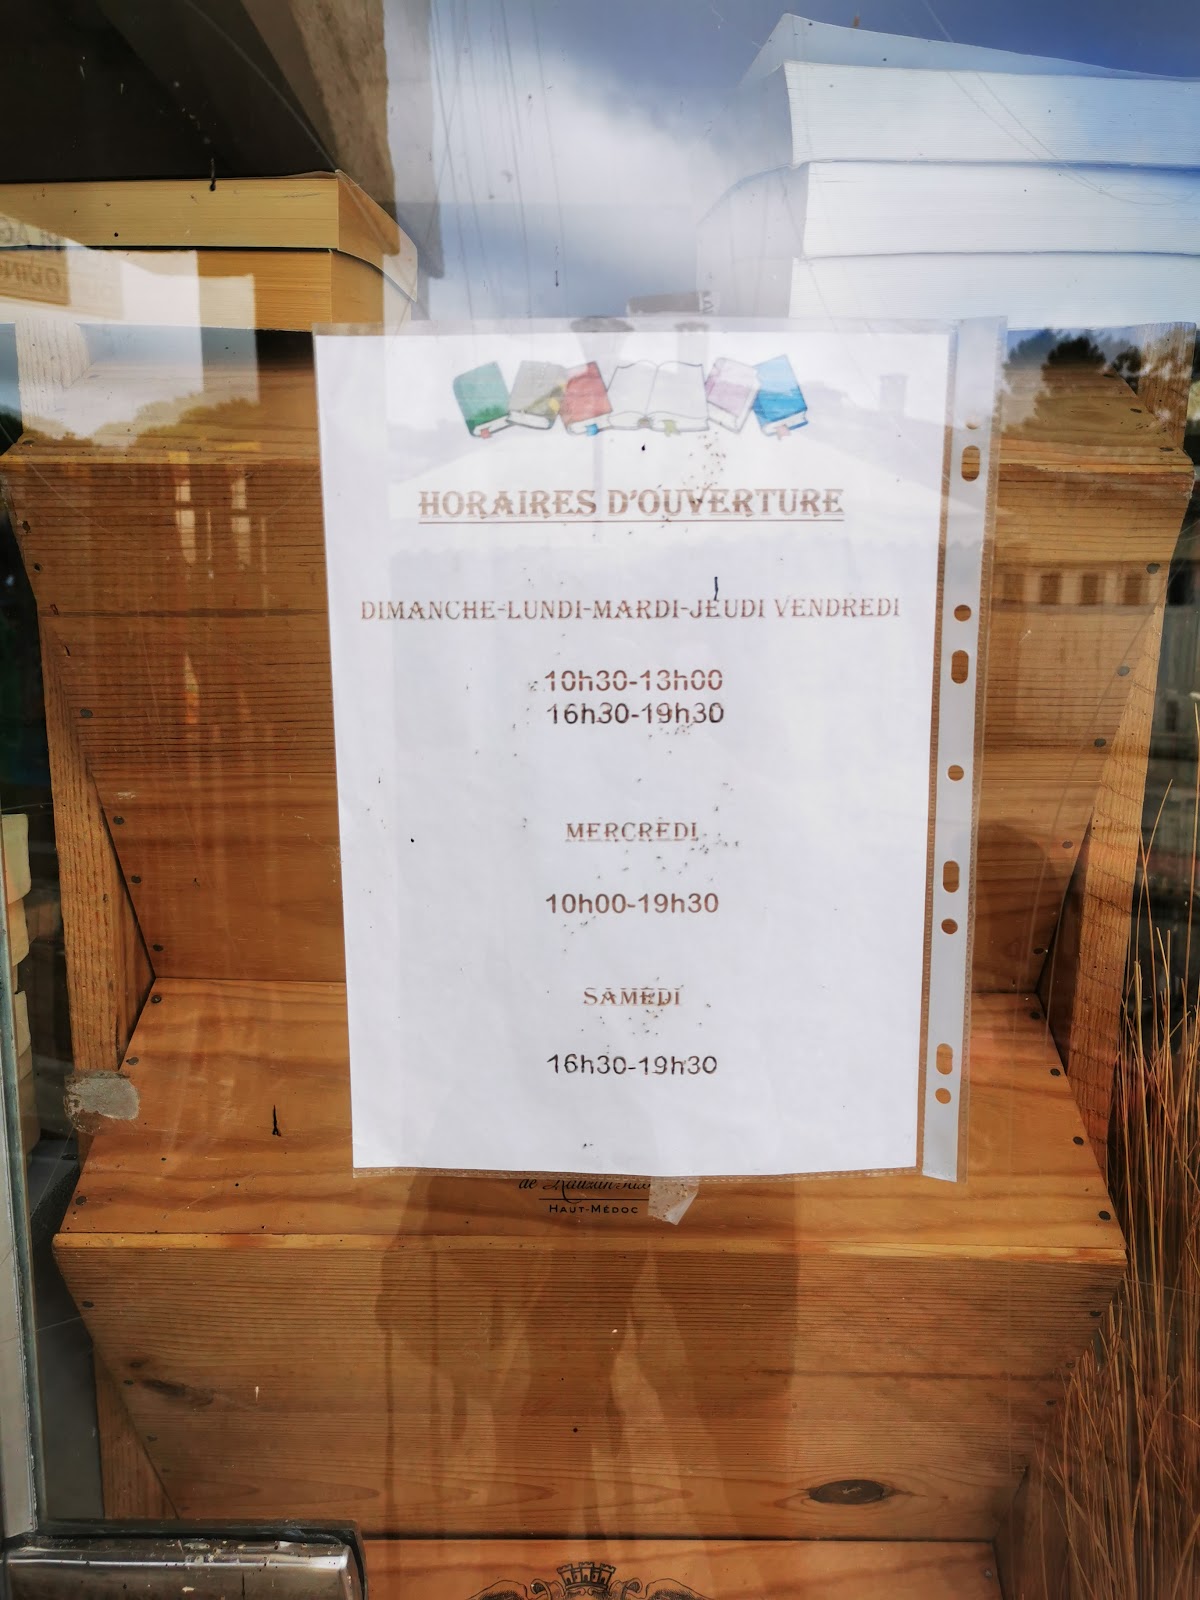 HORAIRES D'OUVERTURE
DIMANCHE-LUNDI-MARDI-JEUDI VENDREDI
10h30-13h00
16h30-19h30
MERCREDI
10h00-19h30
SAMEDI
16h30-19h30
de
HAUT-MÉDOC